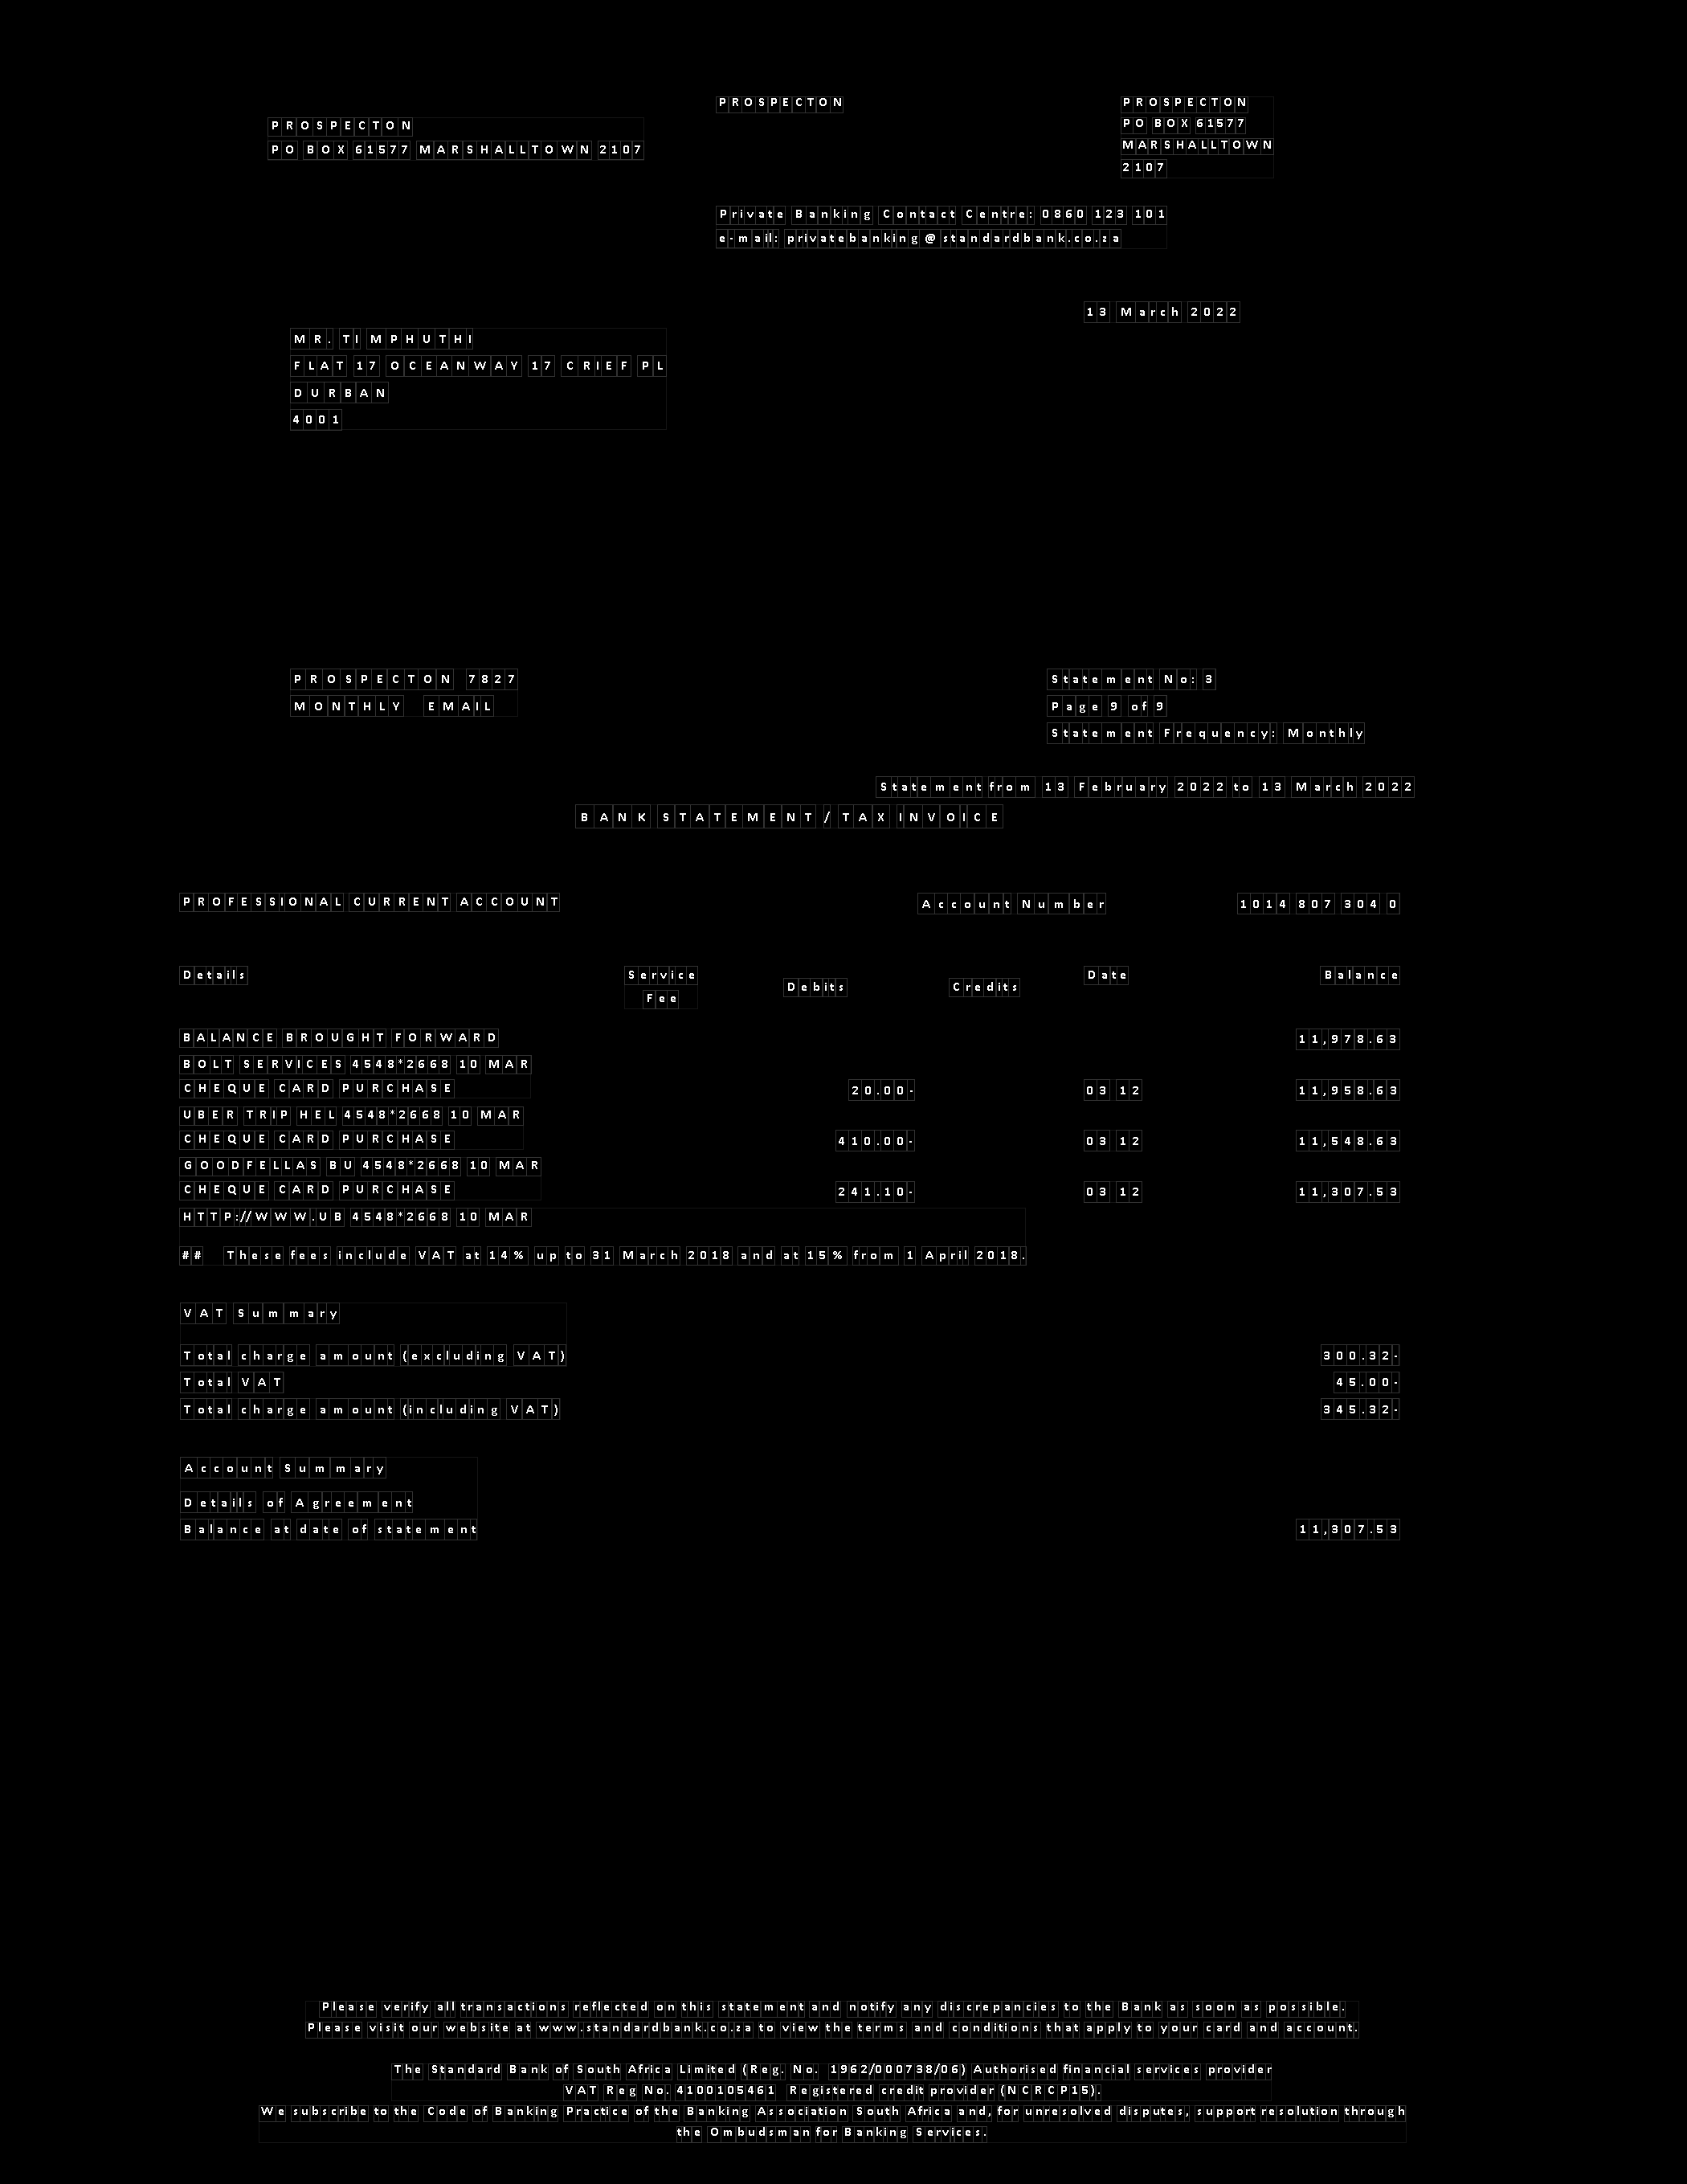 PROSPECTON
PO BOX 61577 MARSHALLTOWN 2107
PROSPECTON
PROSPECTON
PO BOX 61577
MARSHALLTOWN
2107
Private Banking Contact Centre: 0860 123 101
e-mail: privatebanking@standardbank.co.za
13 March 2022
MR. TI MPHUTHI
FLAT 17 OCEANWAY 17 CRIEF PL
DURBAN
4001
PROSPECTON 7827
MONTHLY EMAIL
Statement No: 3
Page 9 of 9
Statement Frequency: Monthly
Statement from 13 February 2022 to 13 March 2022
BANK STATEMENT / TAX INVOICE
PROFESSIONAL CURRENT ACCOUNT Account Number 1014 807 304 0
Details Service Fee Debits Credits Date Balance
BALANCE BROUGHT FORWARD 11,978.63
BOLT SERVICES 4548*2668 10 MAR
CHEQUE CARD PURCHASE 20.00- 03 12 11,958.63
UBER TRIP HEL 4548*2668 10 MAR
CHEQUE CARD PURCHASE 410.00- 03 12 11,548.63
GOODFELLAS BU 4548*2668 10 MAR
CHEQUE CARD PURCHASE 241.10- 03 12 11,307.53
HTTP://WWW.UB 4548*2668 10 MAR
## These fees include VAT at 14% up to 31 March 2018 and at 15% from 1 April 2018.
VAT Summary
Total charge amount (excluding VAT) 300.32-
Total VAT 45.00-
Total charge amount (including VAT) 345.32-
Account Summary
Details of Agreement
Balance at date of statement 11,307.53
Please verify all transactions reflected on this statement and notify any discrepancies to the Bank as soon as possible.
Please visit our website at www.standardbank.co.za to view the terms and conditions that apply to your card and account.
The Standard Bank of South Africa Limited (Reg. No. 1962/000738/06) Authorised financial services provider
VAT Reg No. 4100105461 Registered credit provider (NCRCP15).
We subscribe to the Code of Banking Practice of the Banking Association South Africa and, for unresolved disputes, support resolution through
the Ombudsman for Banking Services.